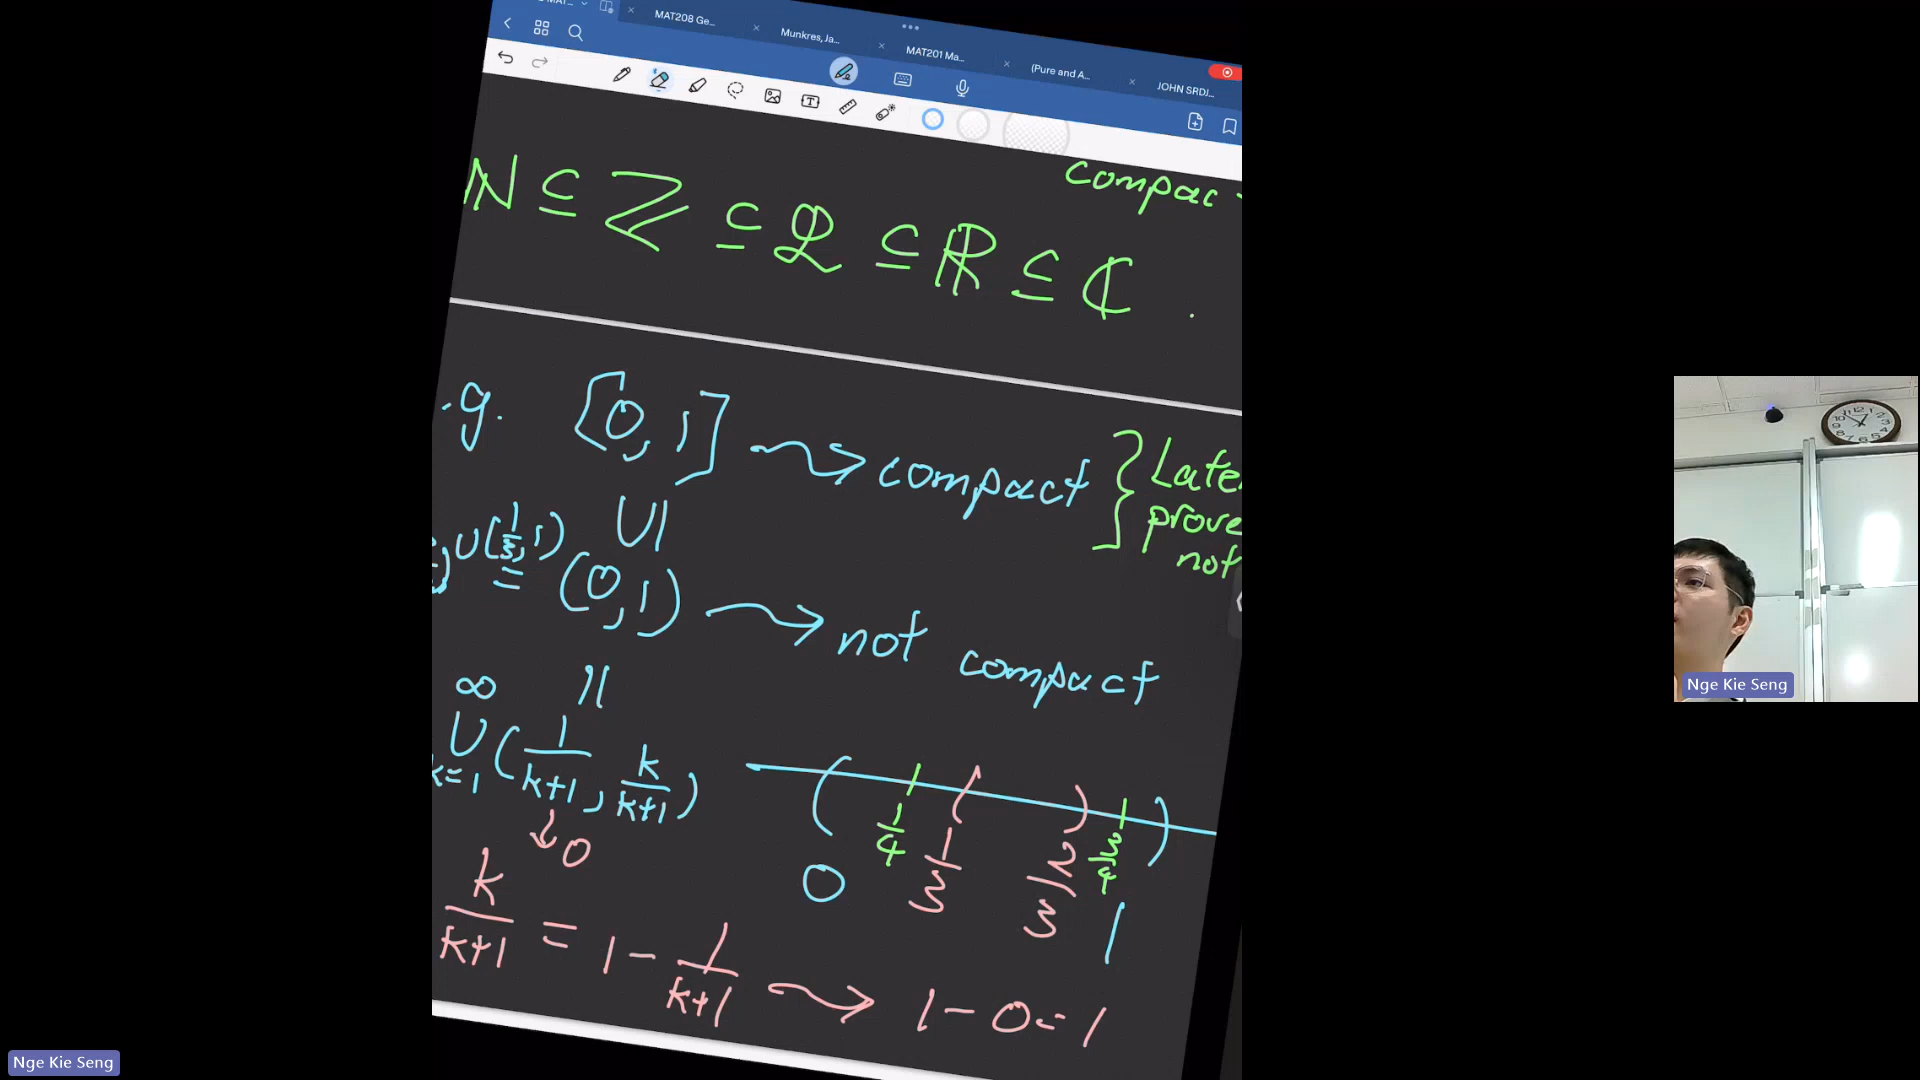 MAT208 Ge...
Munkres, Ja...
MAT201 Ma...
(Pure and A...
JOHN SRDJ...
compac
N ⊆ ℤ ⊆ ℚ ⊆ ℝ ⊆ ℂ .
.g. [0, 1] ⇝ compact } Late
prove
not
U|
) ∪ (1/3, 1) = (0, 1) ⇝ not compact
∞ ||
∪ (1/k+1, k/k+1)
k=1
↓ 0
1/4 1/3 2/3 3/4
0 1
k/k+1 = 1 - 1/k+1 ⇝ 1 - 0 = 1
Nge Kie Seng
Nge Kie Seng